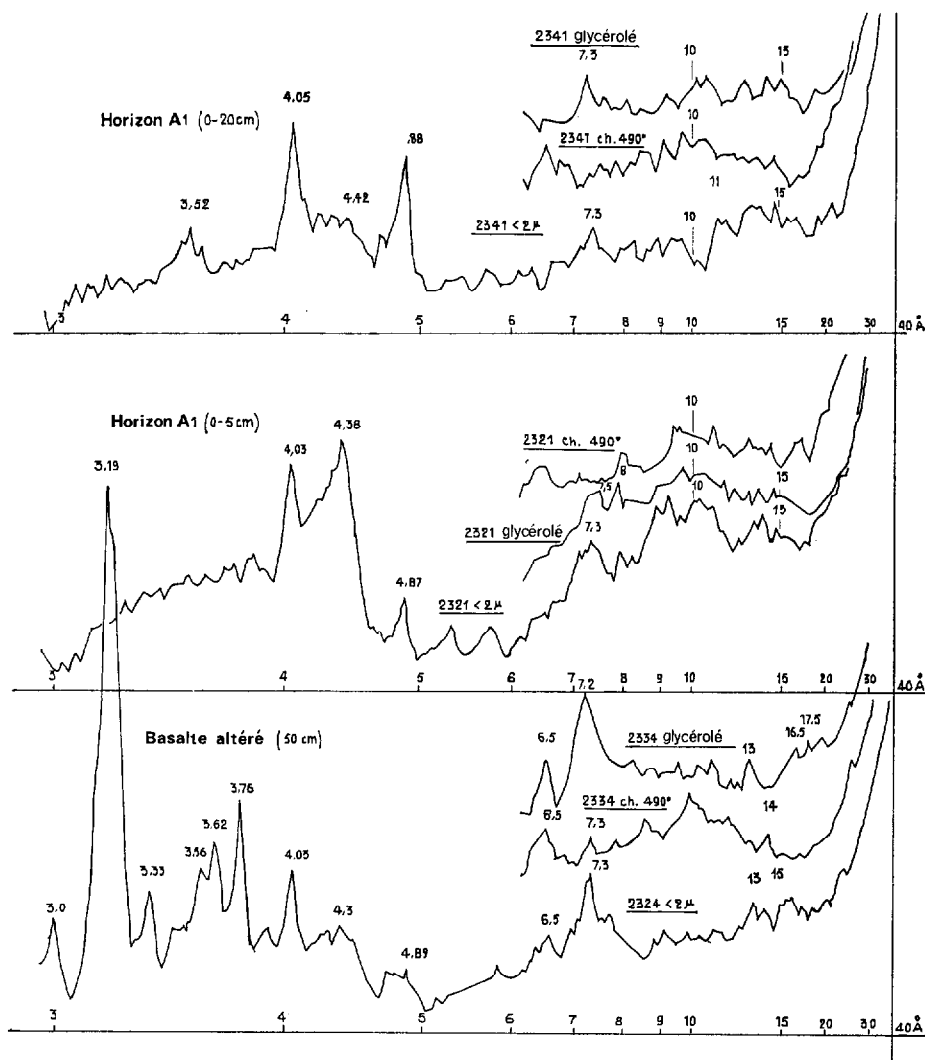 2341 glycérolé
7,3
10
15
4.05
Horizon A1 (0-20cm)
,88
10
2341 ch. 490°
4,42
11
3,52
15
2341 < 2µ
7,3
10
3 4 5 6 7 8 9 10 15 20 30 40 Å
Horizon A1 (0-5cm)
4,38
10
2321 ch. 490°
4,03
10
3,19
8
7,5
15
10
2321 glycérolé
7,3
15
4,87
2321 < 2µ
3 4 5 6 7 8 9 10 15 20 30 40 Å
7,2
Basalte altéré (50 cm)
2334 glycérolé
17,5
16,5
6,5
13
3,76
2334 ch. 490°
14
3.62
6,5
7,3
3,56
4.03
7,3
13
15
3,33
2324 < 2µ
3,0
4,3
6,5
4,89
3 4 5 6 7 8 9 10 15 20 30 40 Å